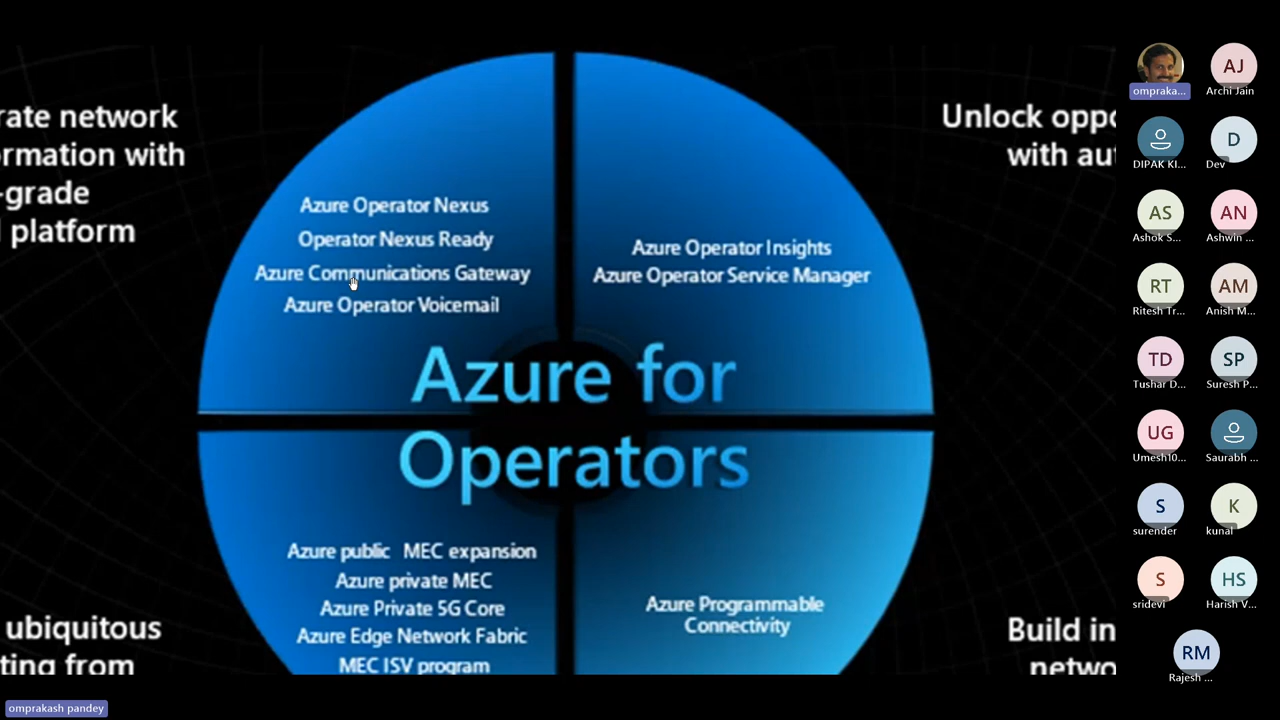 rate network
ormation with
-grade
l platform
Unlock oppo
with aut
Azure Operator Nexus
Operator Nexus Ready
Azure Communications Gateway
Azure Operator Voicemail
Azure Operator Insights
Azure Operator Service Manager
Azure for
Operators
Azure public MEC expansion
Azure private MEC
Azure Private 5G Core
Azure Edge Network Fabric
MEC ISV program
Azure Programmable
Connectivity
ubiquitous
ting from
Build in
netwo
omprakash pandey
ompraka...
AJ
Archi Jain
DIPAK KI...
D
Dev
AS
Ashok S...
AN
Ashwin ...
RT
Ritesh Tr...
AM
Anish M...
TD
Tushar D...
SP
Suresh P...
UG
Umesh10...
Saurabh ...
S
surender
K
kunal
S
sridevi
HS
Harish V...
RM
Rajesh ...